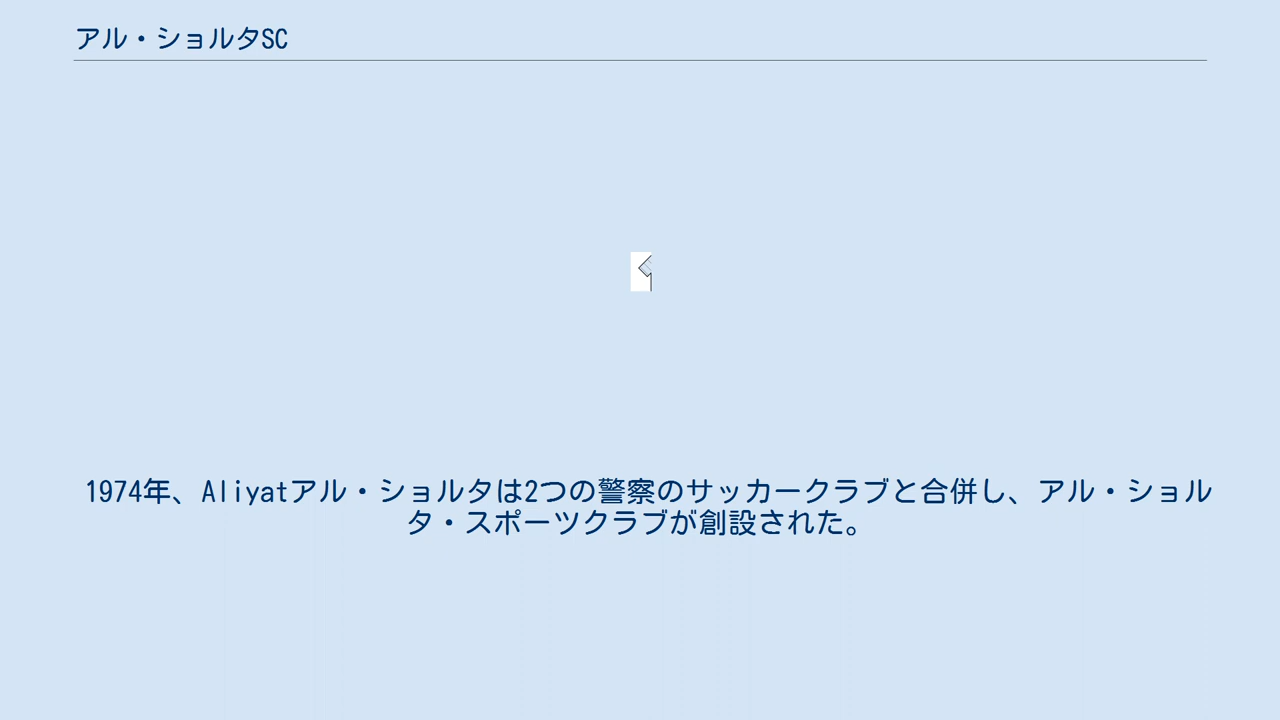 アル・ショルタSC
1974年、Aliyatアル・ショルタは2つの警察のサッカークラブと合併し、アル・ショル
タ・スポーツクラブが創設された。